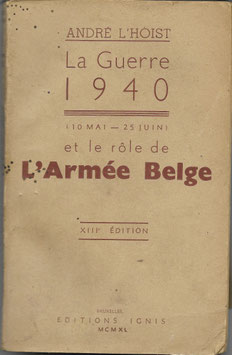 ANDRÉ L'HOIST
La Guerre
1940
(10 MAI — 25 JUIN)
et le rôle de
L'Armée Belge
XIIIe ÉDITION
BRUXELLES
EDITIONS IGNIS
MCMXL